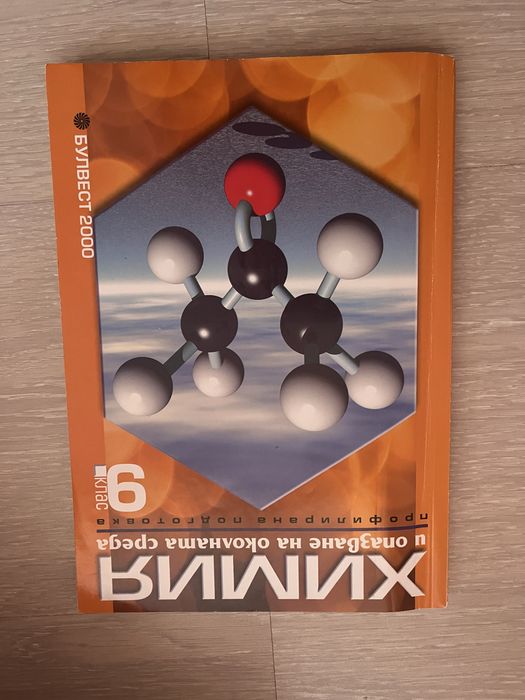 ХИМИЯ
и опазване на околната среда
профилирана подготовка
9.
клас
БУЛВЕСТ 2000